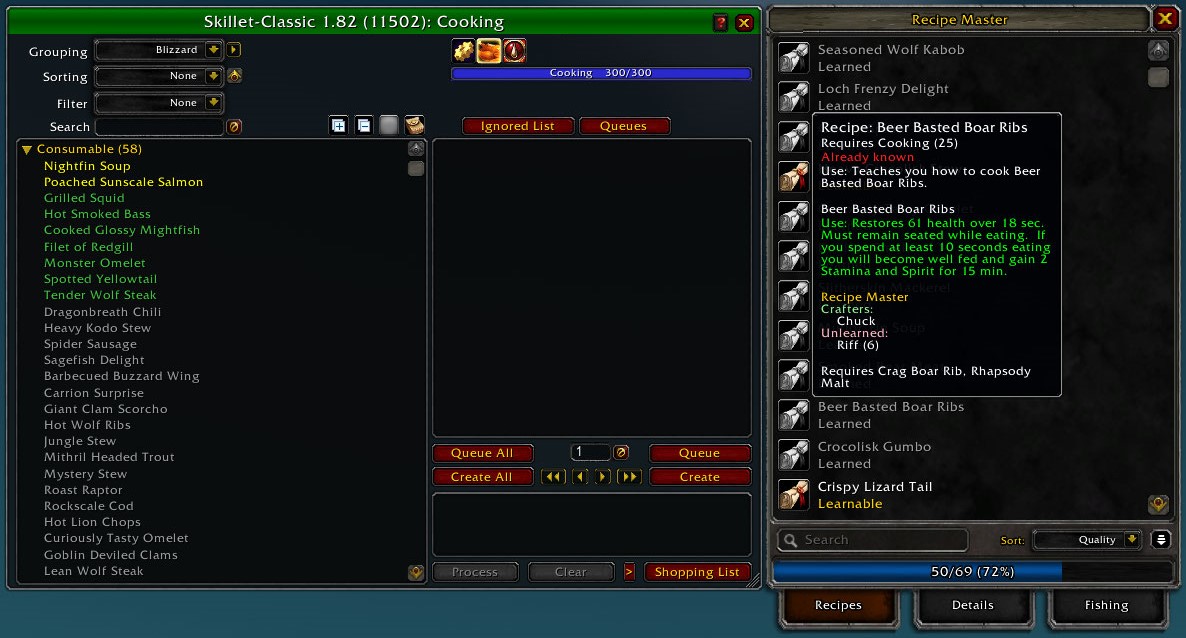 Skillet-Classic 1.82 (11502): Cooking
?
Grouping
Blizzard
Sorting
None
Filter
None
Search
Cooking 300/300
Ignored List
Queues
Consumable (58)
Nightfin Soup
Poached Sunscale Salmon
Grilled Squid
Hot Smoked Bass
Cooked Glossy Mightfish
Filet of Redgill
Monster Omelet
Spotted Yellowtail
Tender Wolf Steak
Dragonbreath Chili
Heavy Kodo Stew
Spider Sausage
Sagefish Delight
Barbecued Buzzard Wing
Carrion Surprise
Giant Clam Scorcho
Hot Wolf Ribs
Jungle Stew
Mithril Headed Trout
Mystery Stew
Roast Raptor
Rockscale Cod
Hot Lion Chops
Curiously Tasty Omelet
Goblin Deviled Clams
Lean Wolf Steak
Queue All
1
Queue
Create All
Create
Process
Clear
>
Shopping List
Recipe Master
Seasoned Wolf Kabob
Learned
Loch Frenzy Delight
Learned
Recipe: Beer Basted Boar Ribs
Requires Cooking (25)
Already known
Use: Teaches you how to cook Beer
Basted Boar Ribs.
Beer Basted Boar Ribs
Use: Restores 61 health over 18 sec.
Must remain seated while eating. If
you spend at least 10 seconds eating
you will become well fed and gain 2
Stamina and Spirit for 15 min.
Recipe Master
Crafters:
Chuck
Unlearned:
Riff (6)
Requires Crag Boar Rib, Rhapsody
Malt
Beer Basted Boar Ribs
Learned
Crocolisk Gumbo
Learned
Crispy Lizard Tail
Learnable
Search
Sort:
Quality
50/69 (72%)
Recipes
Details
Fishing